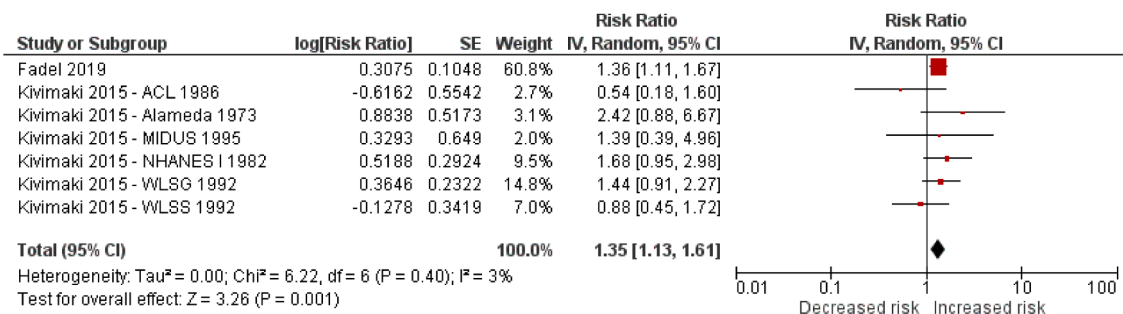 Risk Ratio Risk Ratio
Study or Subgroup log[Risk Ratio] SE Weight IV, Random, 95% CI IV, Random, 95% CI
Fadel 2019 0.3075 0.1048 60.8% 1.36 [1.11, 1.67]
Kivimaki 2015 - ACL 1986 -0.6162 0.5542 2.7% 0.54 [0.18, 1.60]
Kivimaki 2015 - Alameda 1973 0.8838 0.5173 3.1% 2.42 [0.88, 6.67]
Kivimaki 2015 - MIDUS 1995 0.3293 0.649 2.0% 1.39 [0.39, 4.96]
Kivimaki 2015 - NHANES I 1982 0.5188 0.2924 9.5% 1.68 [0.95, 2.98]
Kivimaki 2015 - WLSG 1992 0.3646 0.2322 14.8% 1.44 [0.91, 2.27]
Kivimaki 2015 - WLSS 1992 -0.1278 0.3419 7.0% 0.88 [0.45, 1.72]
Total (95% CI) 100.0% 1.35 [1.13, 1.61]
Heterogeneity: Tau² = 0.00; Chi² = 6.22, df = 6 (P = 0.40); I² = 3%
Test for overall effect: Z = 3.26 (P = 0.001)
0.01 0.1 1 10 100
Decreased risk Increased risk